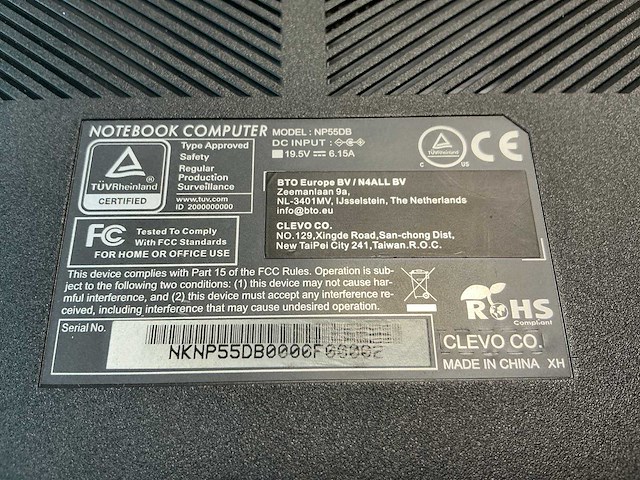 NOTEBOOK COMPUTER
MODEL : NP55DB
DC INPUT :
19.5V 6.15A
TÜVRheinland
CERTIFIED
Type Approved
Safety
Regular
Production
Surveillance
www.tuv.com
ID 2000000000
TÜVRheinland
C US
CE
BTO Europe BV / N4ALL BV
Zeemanlaan 9a,
NL-3401MV, IJsselstein, The Netherlands
info@bto.eu
CLEVO CO.
NO.129,Xingde Road,San-chong Dist,
New TaiPei City 241,Taiwan.R.O.C.
FC Tested To Comply
With FCC Standards
FOR HOME OR OFFICE USE
This device complies with Part 15 of the FCC Rules. Operation is sub-
ject to the following two conditions: (1) this device may not cause har-
mful interference, and (2) this device must accept any interference re-
ceived, including interference that may cause undesired operation.
RoHS
Compliant
Serial No.
CLEVO CO.
MADE IN CHINA XH